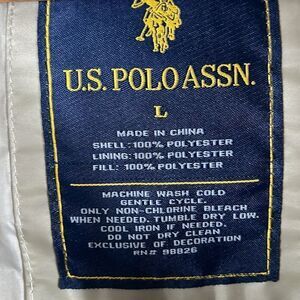 U.S. POLO ASSN.
L
MADE IN CHINA
SHELL: 100% POLYESTER
LINING: 100% POLYESTER
FILL: 100% POLYESTER
MACHINE WASH COLD
GENTLE CYCLE.
ONLY NON-CHLORINE BLEACH
WHEN NEEDED. TUMBLE DRY LOW.
COOL IRON IF NEEDED.
DO NOT DRY CLEAN
EXCLUSIVE OF DECORATION
RN# 98826